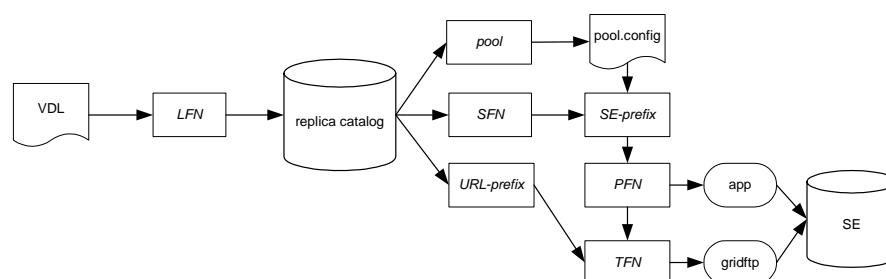 pool
pool.config
VDL
LFN
replica catalog
SFN
SE-prefix
URL-prefix
PFN
app
SE
TFN
gridftp